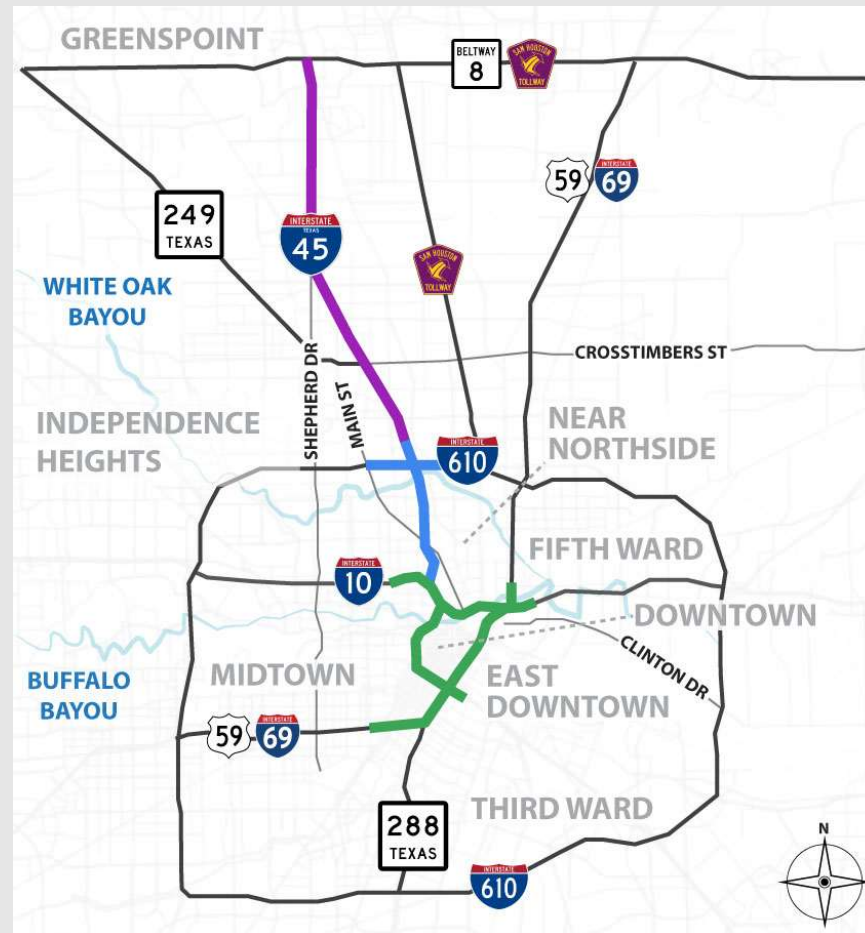 GREENSPOINT
BELTWAY
8
SAM HOUSTON
TOLLWAY
59
INTERSTATE
69
249
TEXAS
INTERSTATE
TEXAS
45
SAM HOUSTON
TOLLWAY
WHITE OAK
BAYOU
CROSSTIMBERS ST
SHEPHERD DR
MAIN ST
INDEPENDENCE
HEIGHTS
NEAR
NORTHSIDE
INTERSTATE
610
FIFTH WARD
INTERSTATE
10
DOWNTOWN
CLINTON DR
MIDTOWN
EAST
DOWNTOWN
BUFFALO
BAYOU
59
INTERSTATE
69
THIRD WARD
288
TEXAS
INTERSTATE
610
N